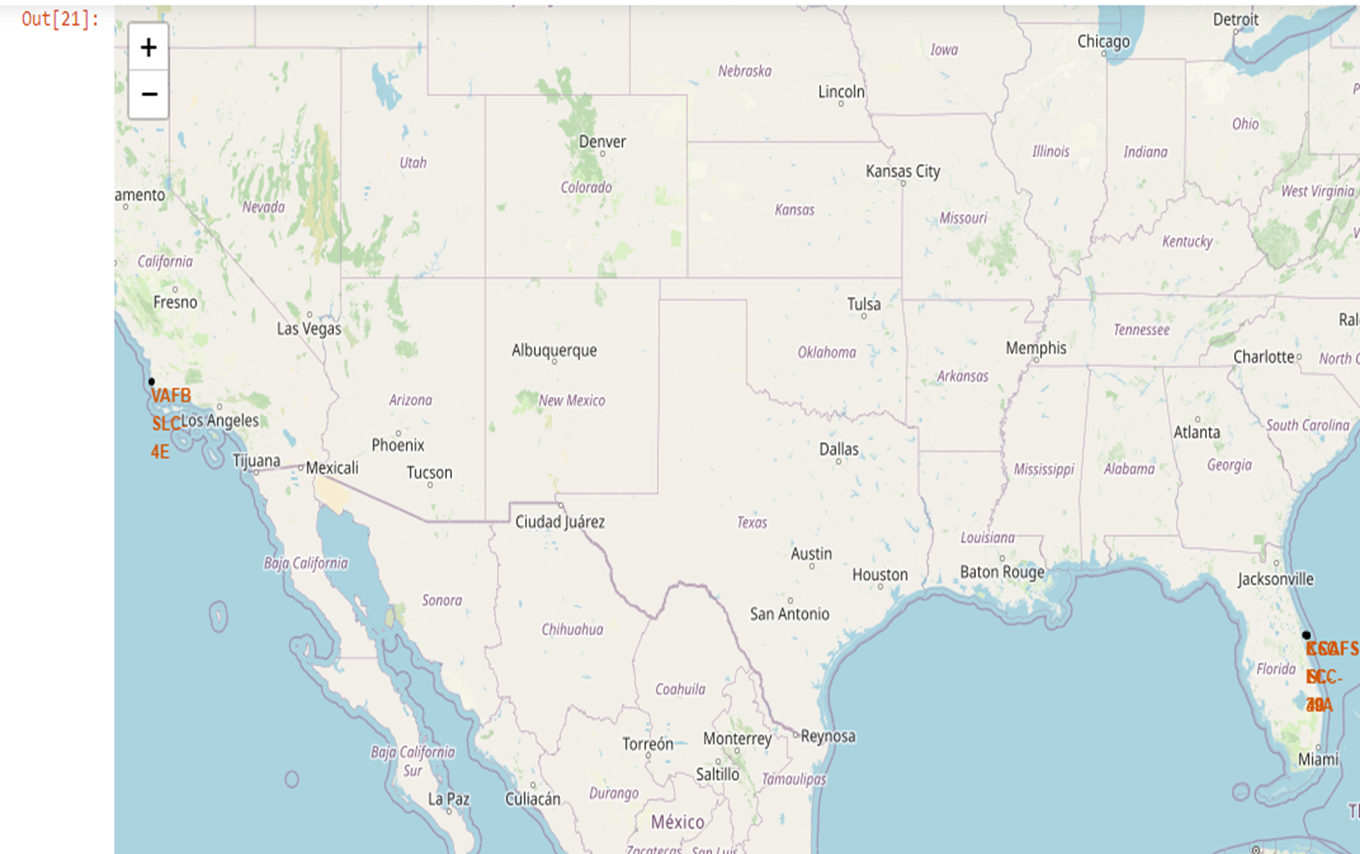 Out[21]:
+
−
Detroit
Chicago
Iowa
Nebraska
Lincoln
Ohio
Denver
Utah
Illinois
Indiana
Kansas City
Colorado
amento
West Virginia
Nevada
Kansas
Missouri
Kentucky
California
Fresno
Tulsa
Las Vegas
Tennessee
Ral
Albuquerque
Oklahoma
Memphis
Charlotte
North C
Arkansas
VAFB
SLC-
4E
Arizona
New Mexico
Los Angeles
South Carolina
Atlanta
Phoenix
Dallas
Tijuana
Mexicali
Tucson
Mississippi
Alabama
Georgia
Ciudad Juárez
Texas
Louisiana
Austin
Baja California
Houston
Baton Rouge
Jacksonville
Sonora
San Antonio
Chihuahua
Florida
Coahuila
Reynosa
Torreón
Monterrey
Baja California
Sur
Saltillo
Tamaulipas
Miami
La Paz
Culiacán
Durango
México
Zacatecas
San Luis